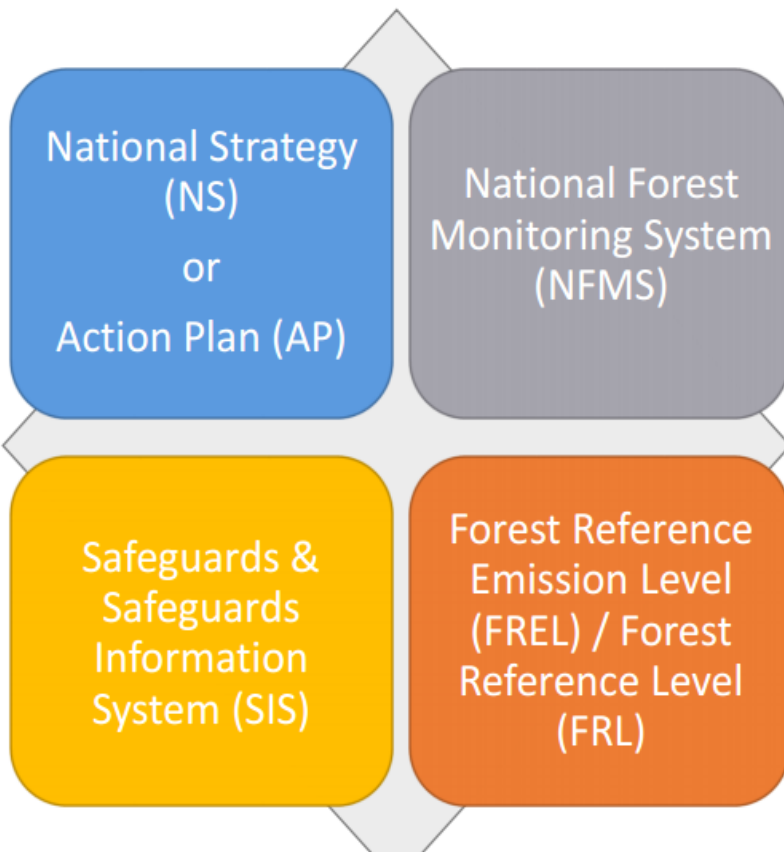 National Strategy
(NS)
or
Action Plan (AP)
National Forest
Monitoring System
(NFMS)
Safeguards &
Safeguards
Information
System (SIS)
Forest Reference
Emission Level
(FREL) / Forest
Reference Level
(FRL)